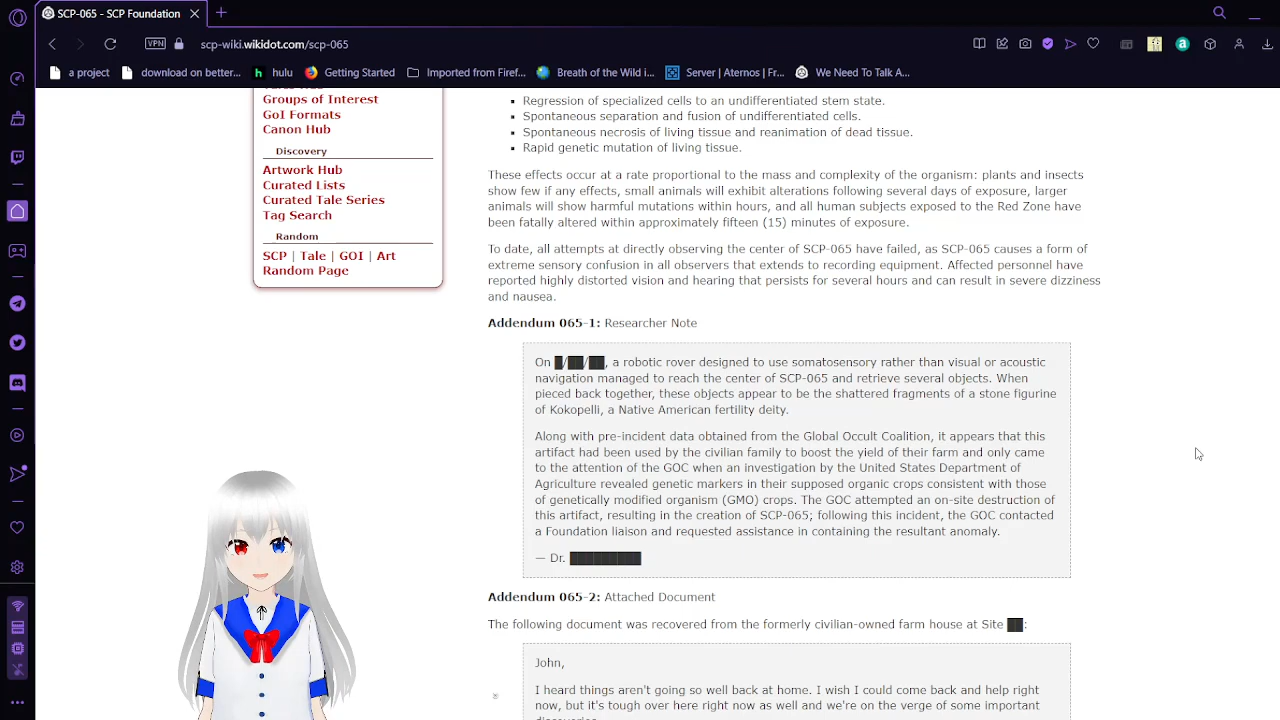 SCP-065 - SCP Foundation
VPN
scp-wiki.wikidot.com/scp-065
a project
download on better...
hulu
Getting Started
Imported from Firef...
Breath of the Wild i...
Server | Aternos | Fr...
We Need To Talk A...
Groups of Interest
GoI Formats
Canon Hub
Discovery
Artwork Hub
Curated Lists
Curated Tale Series
Tag Search
Random
SCP | Tale | GOI | Art
Random Page
Regression of specialized cells to an undifferentiated stem state.
Spontaneous separation and fusion of undifferentiated cells.
Spontaneous necrosis of living tissue and reanimation of dead tissue.
Rapid genetic mutation of living tissue.
These effects occur at a rate proportional to the mass and complexity of the organism: plants and insects
show few if any effects, small animals will exhibit alterations following several days of exposure, larger
animals will show harmful mutations within hours, and all human subjects exposed to the Red Zone have
been fatally altered within approximately fifteen (15) minutes of exposure.
To date, all attempts at directly observing the center of SCP-065 have failed, as SCP-065 causes a form of
extreme sensory confusion in all observers that extends to recording equipment. Affected personnel have
reported highly distorted vision and hearing that persists for several hours and can result in severe dizziness
and nausea.
Addendum 065-1: Researcher Note
On █/██/██, a robotic rover designed to use somatosensory rather than visual or acoustic
navigation managed to reach the center of SCP-065 and retrieve several objects. When
pieced back together, these objects appear to be the shattered fragments of a stone figurine
of Kokopelli, a Native American fertility deity.
Along with pre-incident data obtained from the Global Occult Coalition, it appears that this
artifact had been used by the civilian family to boost the yield of their farm and only came
to the attention of the GOC when an investigation by the United States Department of
Agriculture revealed genetic markers in their supposed organic crops consistent with those
of genetically modified organism (GMO) crops. The GOC attempted an on-site destruction of
this artifact, resulting in the creation of SCP-065; following this incident, the GOC contacted
a Foundation liaison and requested assistance in containing the resultant anomaly.
— Dr. █████████
Addendum 065-2: Attached Document
The following document was recovered from the formerly civilian-owned farm house at Site ██:
John,
I heard things aren't going so well back at home. I wish I could come back and help right
now, but it's tough over here right now as well and we're on the verge of some important